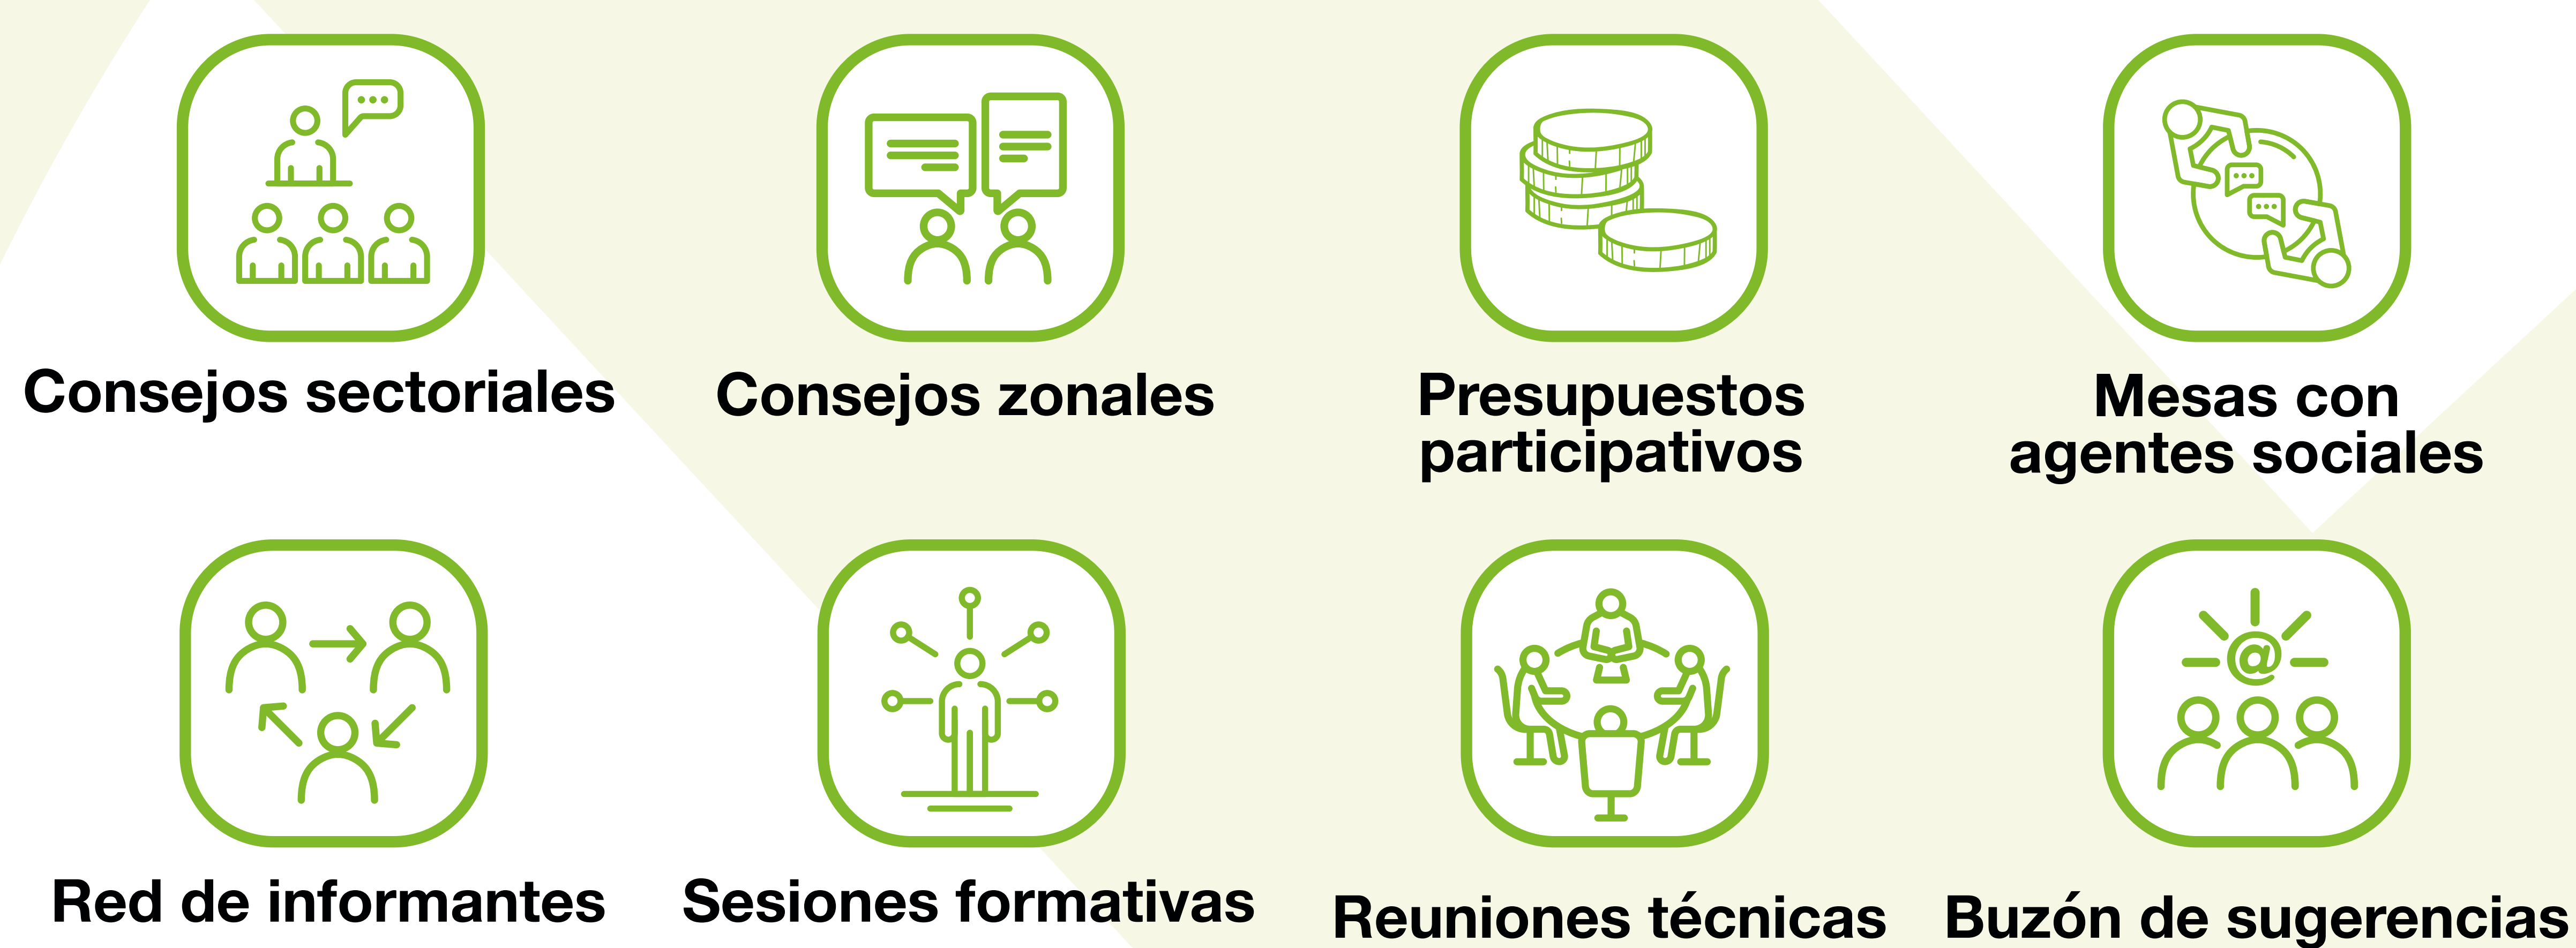 Consejos sectoriales
Consejos zonales
Presupuestos
participativos
Mesas con
agentes sociales
@
Red de informantes
Sesiones formativas
Reuniones técnicas
Buzón de sugerencias